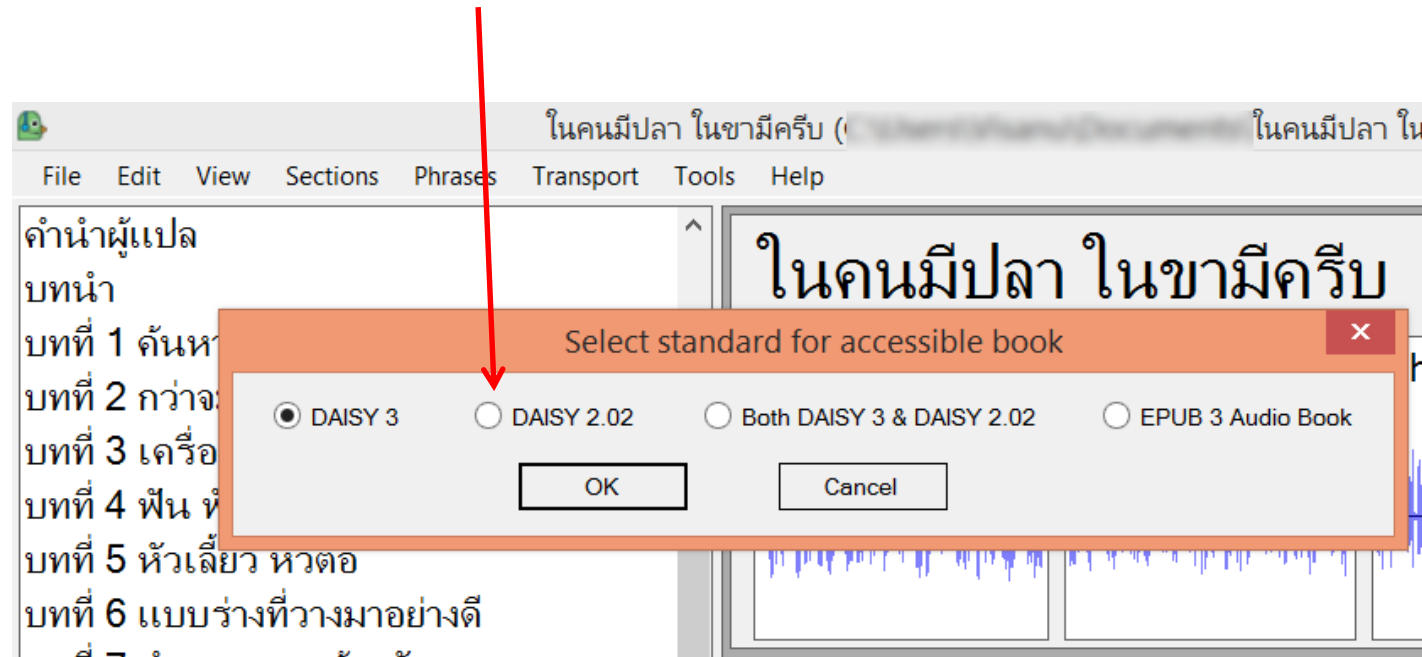 ในคนมีปลา ในขามีครีบ ( ในคนมีปลา ใน
File Edit View Sections Phrases Transport Tools Help
คำนำผู้แปล
บทนำ
บทที่ 1 ค้นหา
บทที่ 2 กว่าจะ
บทที่ 3 เครื่อ
บทที่ 4 ฟัน
บทที่ 5 หัวเลี้ยว หัวต่อ
บทที่ 6 แบบร่างที่วางมาอย่างดี
ในคนมีปลา ในขามีครีบ
Select standard for accessible book
DAISY 3 DAISY 2.02 Both DAISY 3 & DAISY 2.02 EPUB 3 Audio Book
OK Cancel